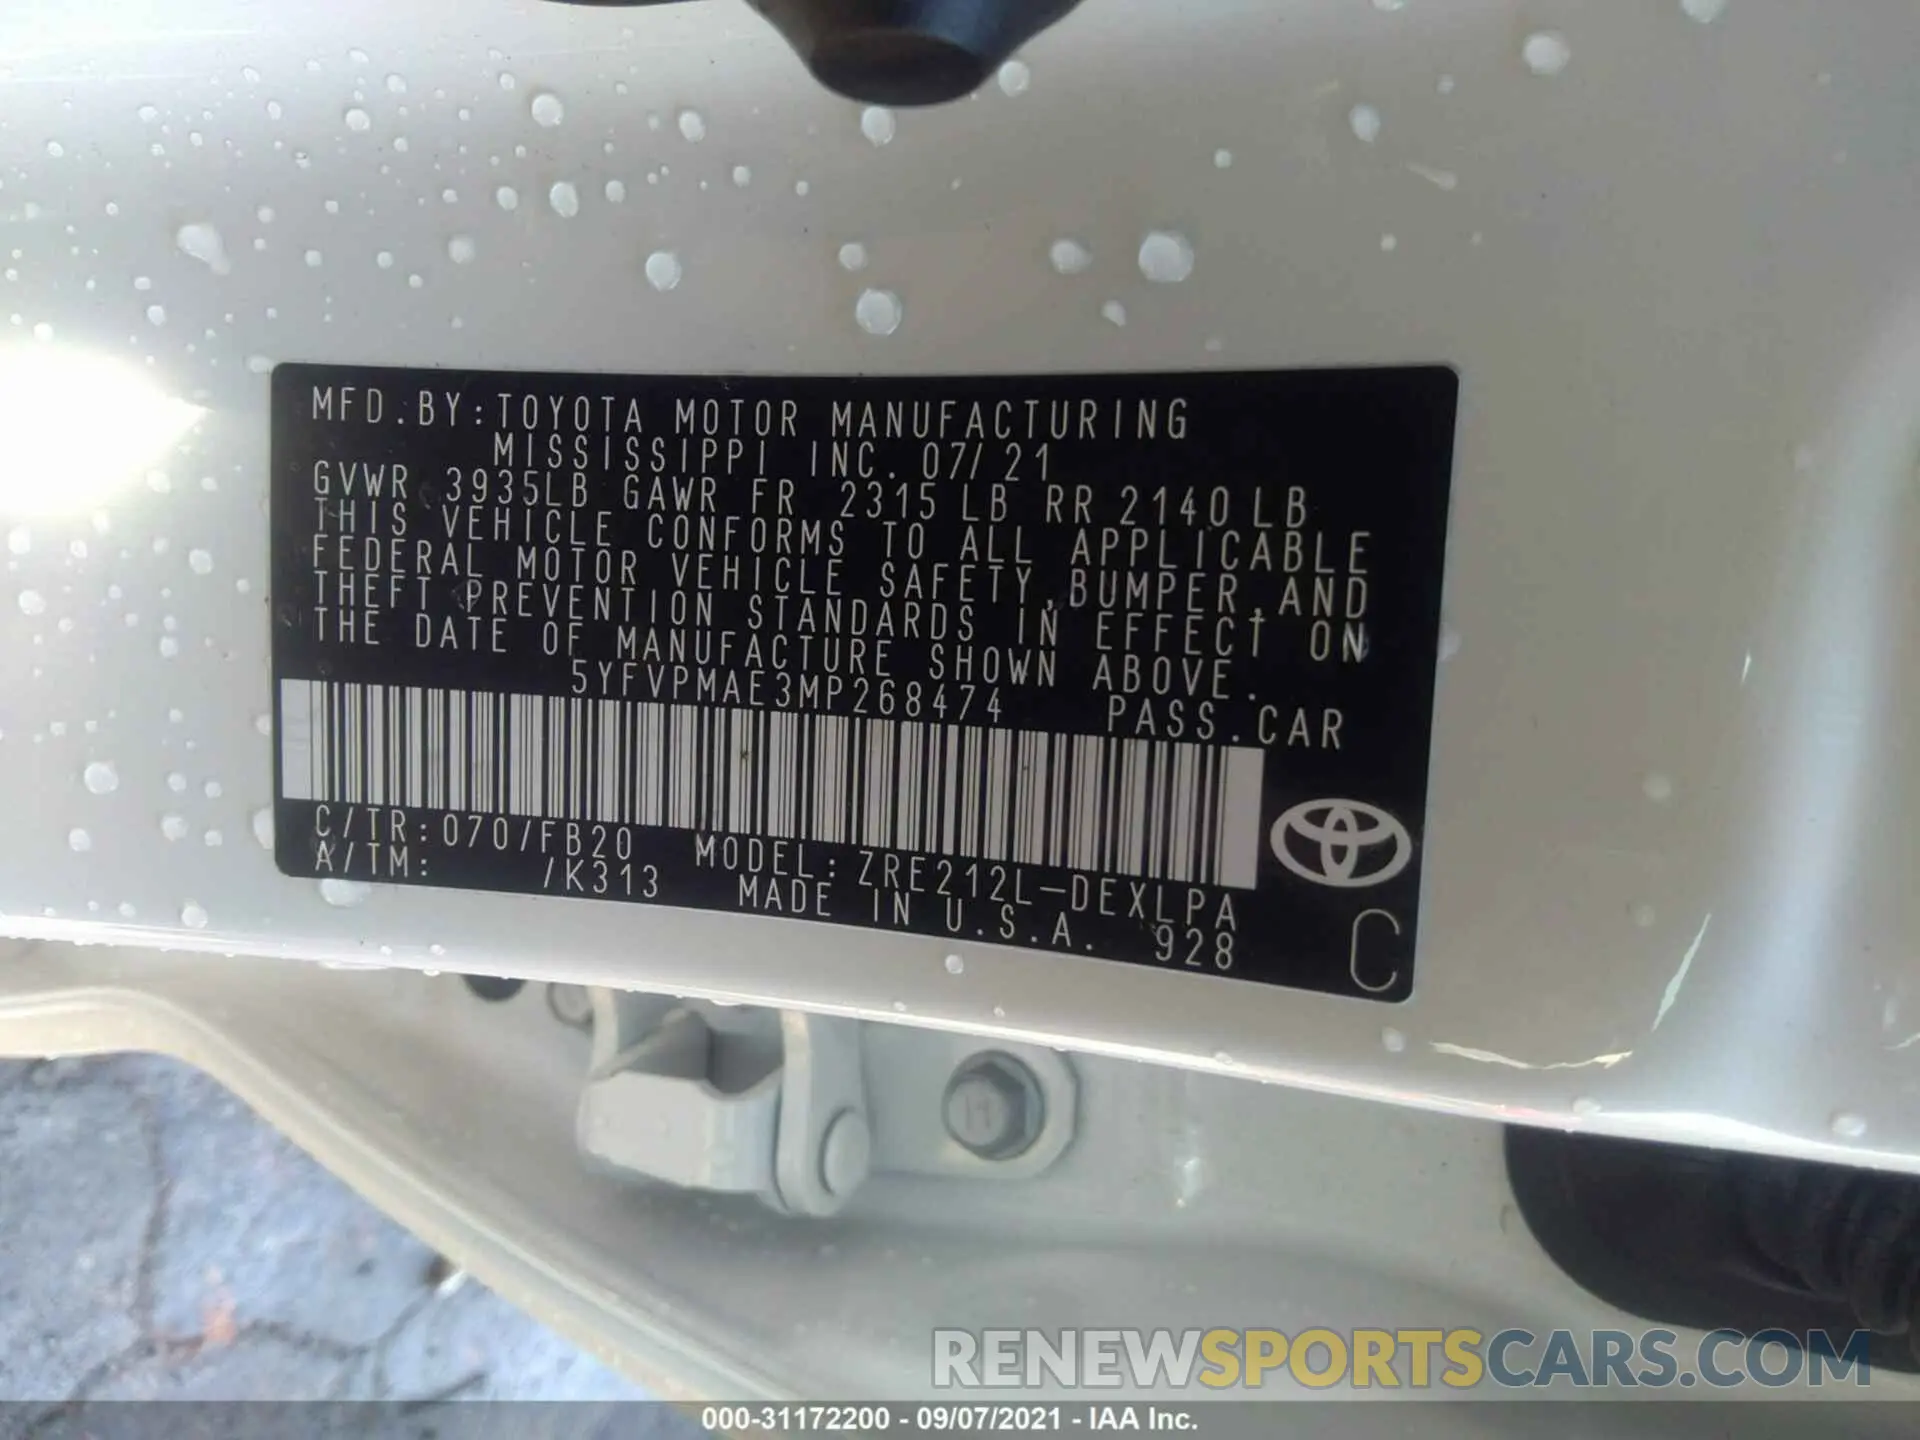 MFD.BY:TOYOTA MOTOR MANUFACTURING
MISSISSIPPI INC. 07/21
GVWR 3935LB GAWR FR 2315 LB RR 2140 LB
THIS VEHICLE CONFORMS TO ALL APPLICABLE
FEDERAL MOTOR VEHICLE SAFETY,BUMPER,AND
THEFT PREVENTION STANDARDS IN EFFECT ON
THE DATE OF MANUFACTURE SHOWN ABOVE.
5YFVPMAE3MP268474 PASS.CAR
C/TR:070/FB20 MODEL:ZRE212L-DEXLPA
A/TM: /K313 MADE IN U.S.A. 928
C
RENEWSPORTSCARS.COM
000-31172200 - 09/07/2021 - IAA Inc.